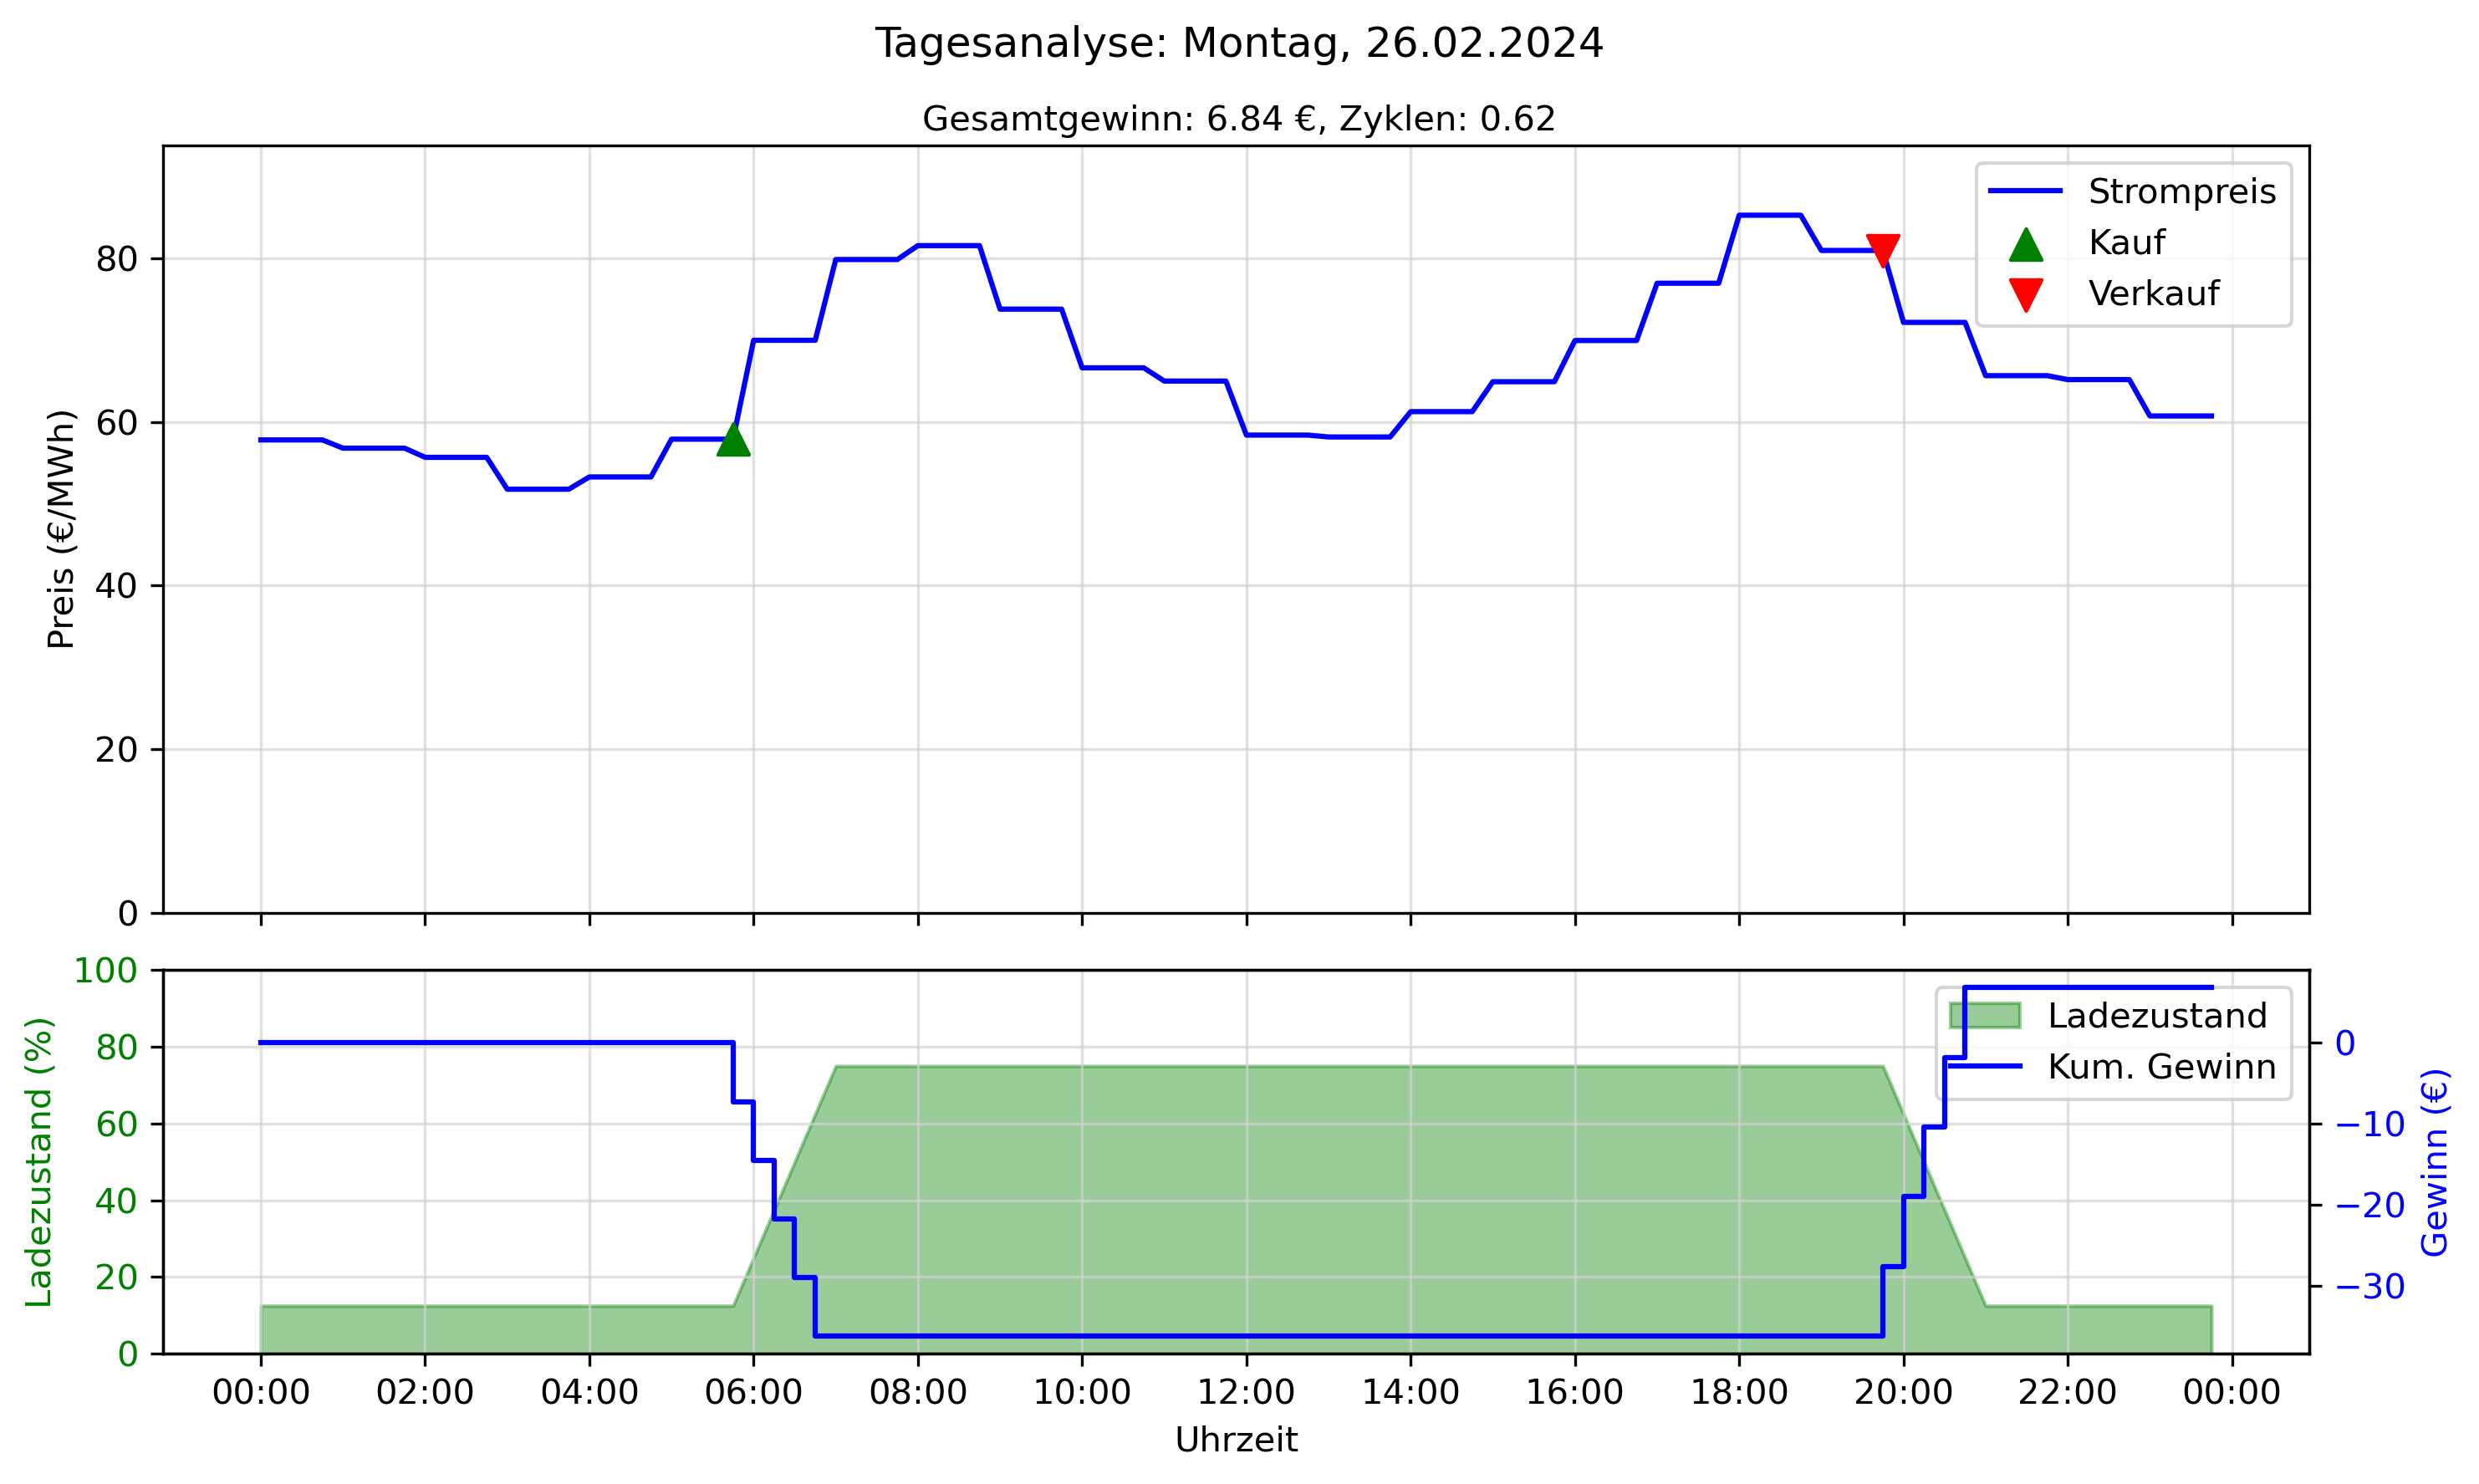 Tagesanalyse: Montag, 26.02.2024
Gesamtgewinn: 6.84 €, Zyklen: 0.62
Preis (€/MWh)
80
60
40
20
0
Strompreis
Kauf
Verkauf
Ladezustand (%)
100
80
60
40
20
0
Ladezustand
Kum. Gewinn
0
−10
−20
−30
Gewinn (€)
00:00 02:00 04:00 06:00 08:00 10:00 12:00 14:00 16:00 18:00 20:00 22:00 00:00
Uhrzeit